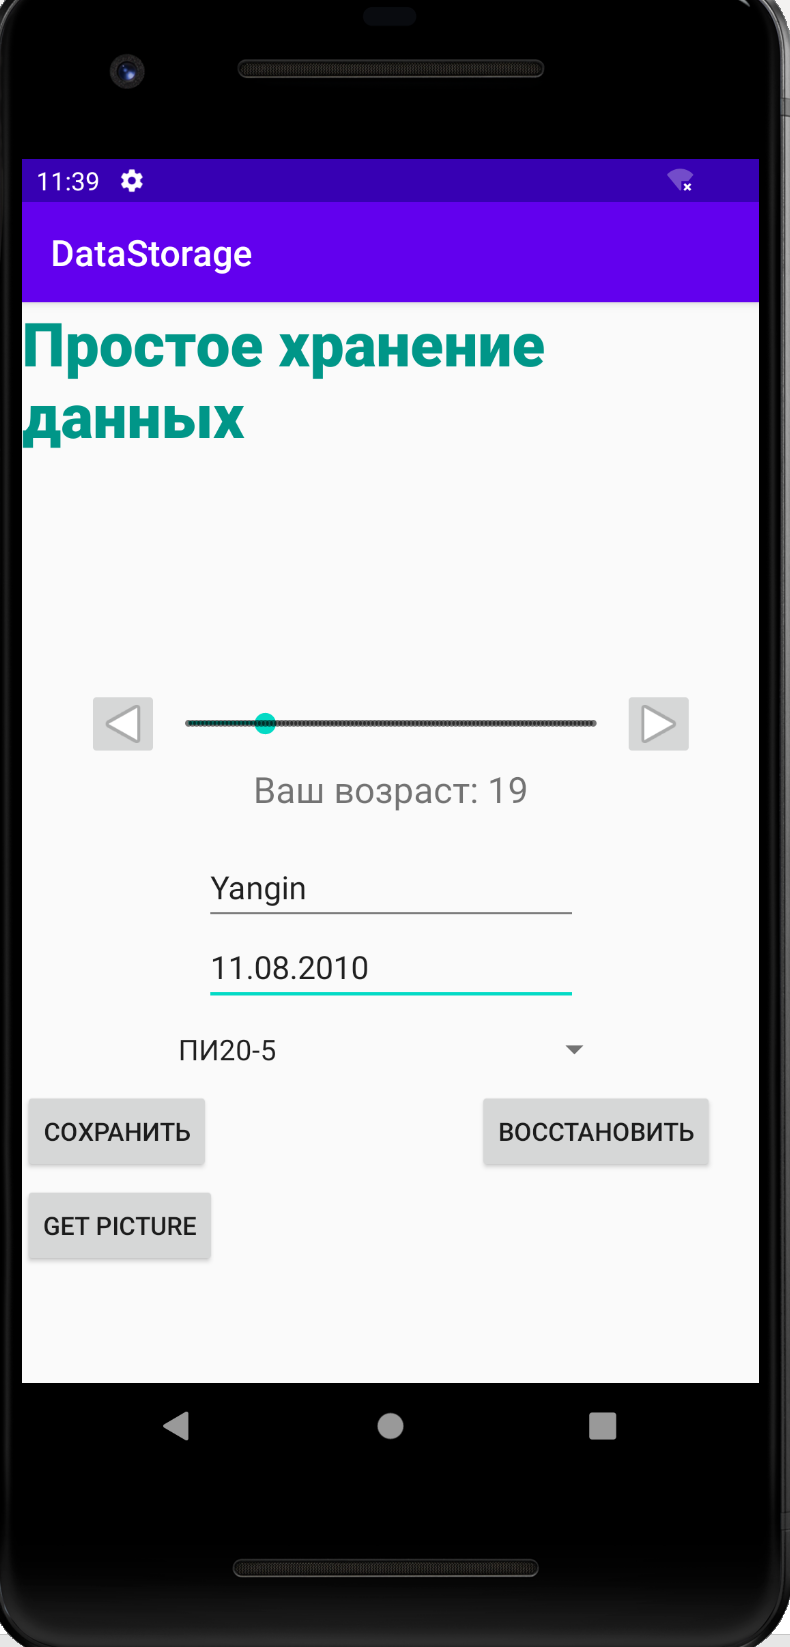 11:39
DataStorage
Простое хранение
данных
Ваш возраст: 19
Yangin
11.08.2010
ПИ20-5
СОХРАНИТЬ
ВОССТАНОВИТЬ
GET PICTURE